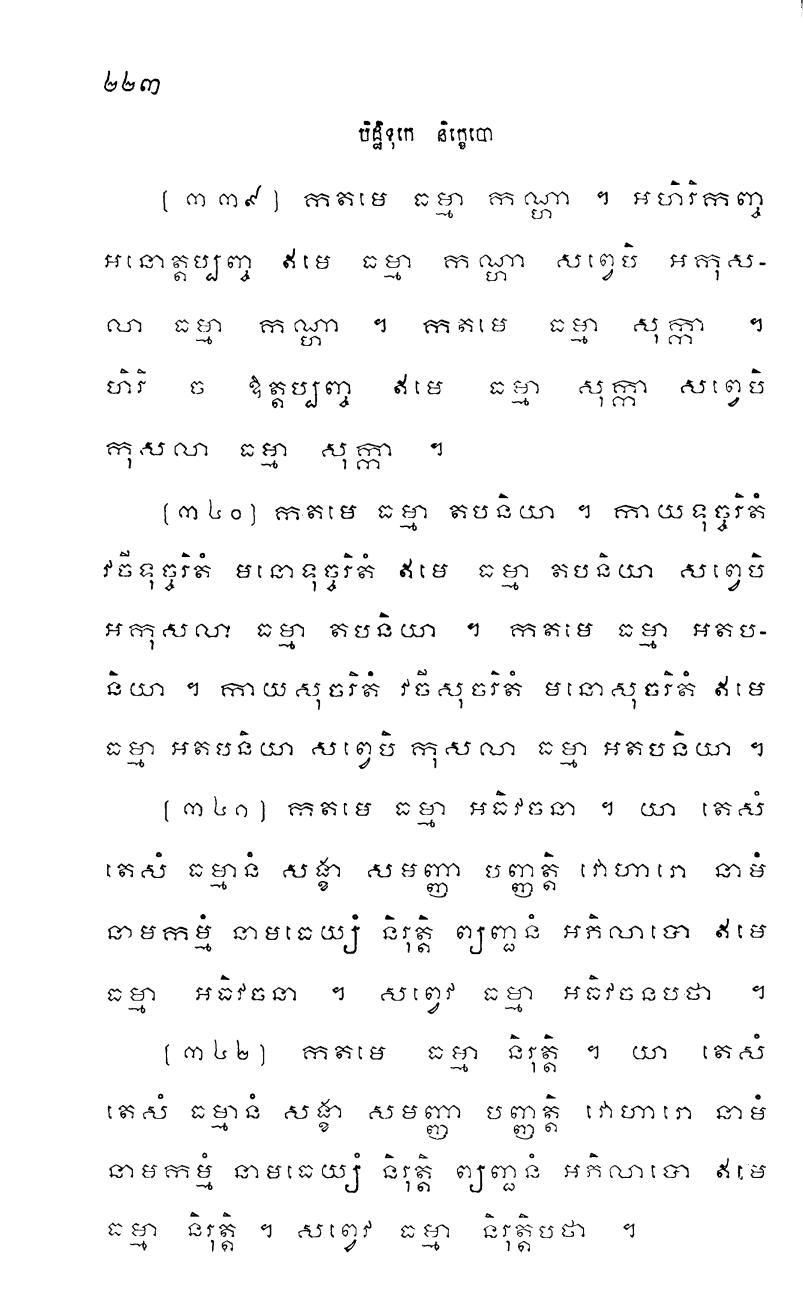 ២២៣
បិដ្ឋិទុកេ និក្ខេបោ
[៣៣៩] កតមេ ធម្មា កណ្ហា ។ អហិរិកញ្ច
អនោត្តប្បញ្ច ឥមេ ធម្មា កណ្ហា សព្វេបិ អកុស-
លា ធម្មា កណ្ហា ។ កតមេ ធម្មា សុក្កា ។
ហិរិ ច ឱត្តប្បញ្ច ឥមេ ធម្មា សុក្កា សព្វេបិ
កុសលា ធម្មា សុក្កា ។
[៣៤០] កតមេ ធម្មា តបនិយា ។ កាយទុច្ចរិតំ
វចីទុច្ចរិតំ មនោទុច្ចរិតំ ឥមេ ធម្មា តបនិយា សព្វេបិ
អកុសលា ធម្មា តបនិយា ។ កតមេ ធម្មា អតប-
និយា ។ កាយសុចរិតំ វចីសុចរិតំ មនោសុចរិតំ ឥមេ
ធម្មា អតបនិយា សព្វេបិ កុសលា ធម្មា អតបនិយា ។
[៣៤១] កតមេ ធម្មា អធិវចនា ។ យា តេសំ
តេសំ ធម្មានំ សង្ខា សមញ្ញា បញ្ញត្តិ វោហារោ នាមំ
នាមកម្មំ នាមធេយ្យំ និរុត្តិ ព្យញ្ជនំ អភិលាបោ ឥមេ
ធម្មា អធិវចនា ។ សព្វេវ ធម្មា អធិវចនបថា ។
[៣៤២] កតមេ ធម្មា និរុត្តិ ។ យា តេសំ
តេសំ ធម្មានំ សង្ខា សមញ្ញា បញ្ញត្តិ វោហារោ នាមំ
នាមកម្មំ នាមធេយ្យំ និរុត្តិ ព្យញ្ជនំ អភិលាបោ ឥមេ
ធម្មា និរុត្តិ ។ សព្វេវ ធម្មា និរុត្តិបថា ។